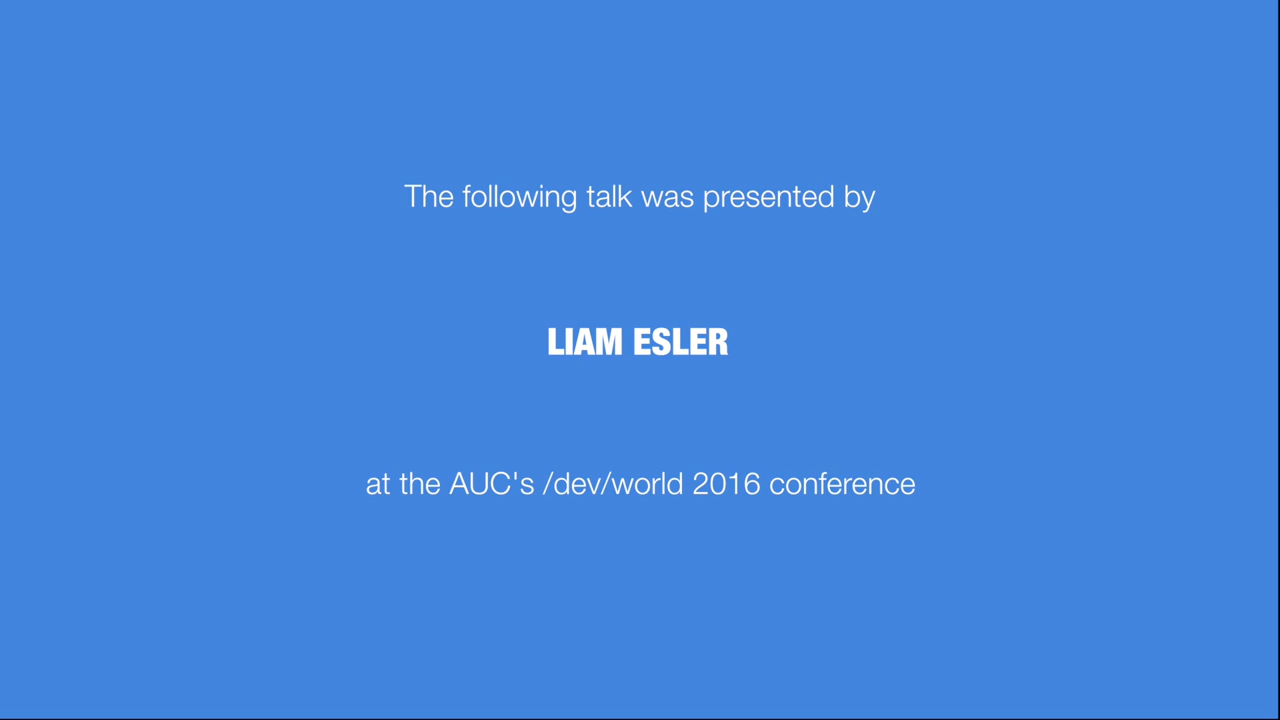 The following talk was presented by
LIAM ESLER
at the AUC's /dev/world 2016 conference